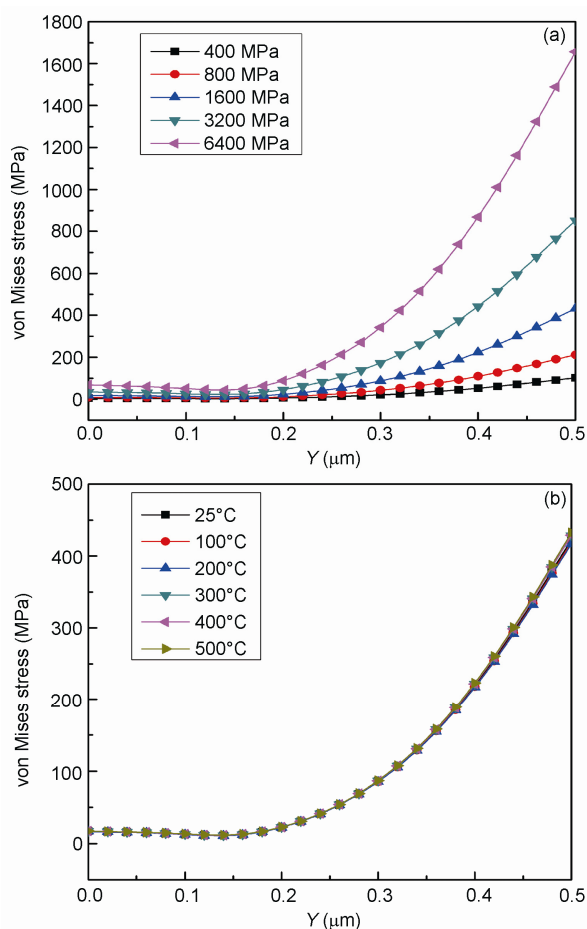 (a)
400 MPa
800 MPa
1600 MPa
3200 MPa
6400 MPa
1800
1600
1400
1200
1000
800
600
400
200
0
von Mises stress (MPa)
0.0 0.1 0.2 0.3 0.4 0.5
Y (μm)
(b)
25°C
100°C
200°C
300°C
400°C
500°C
500
400
300
200
100
0
von Mises stress (MPa)
0.0 0.1 0.2 0.3 0.4 0.5
Y (μm)